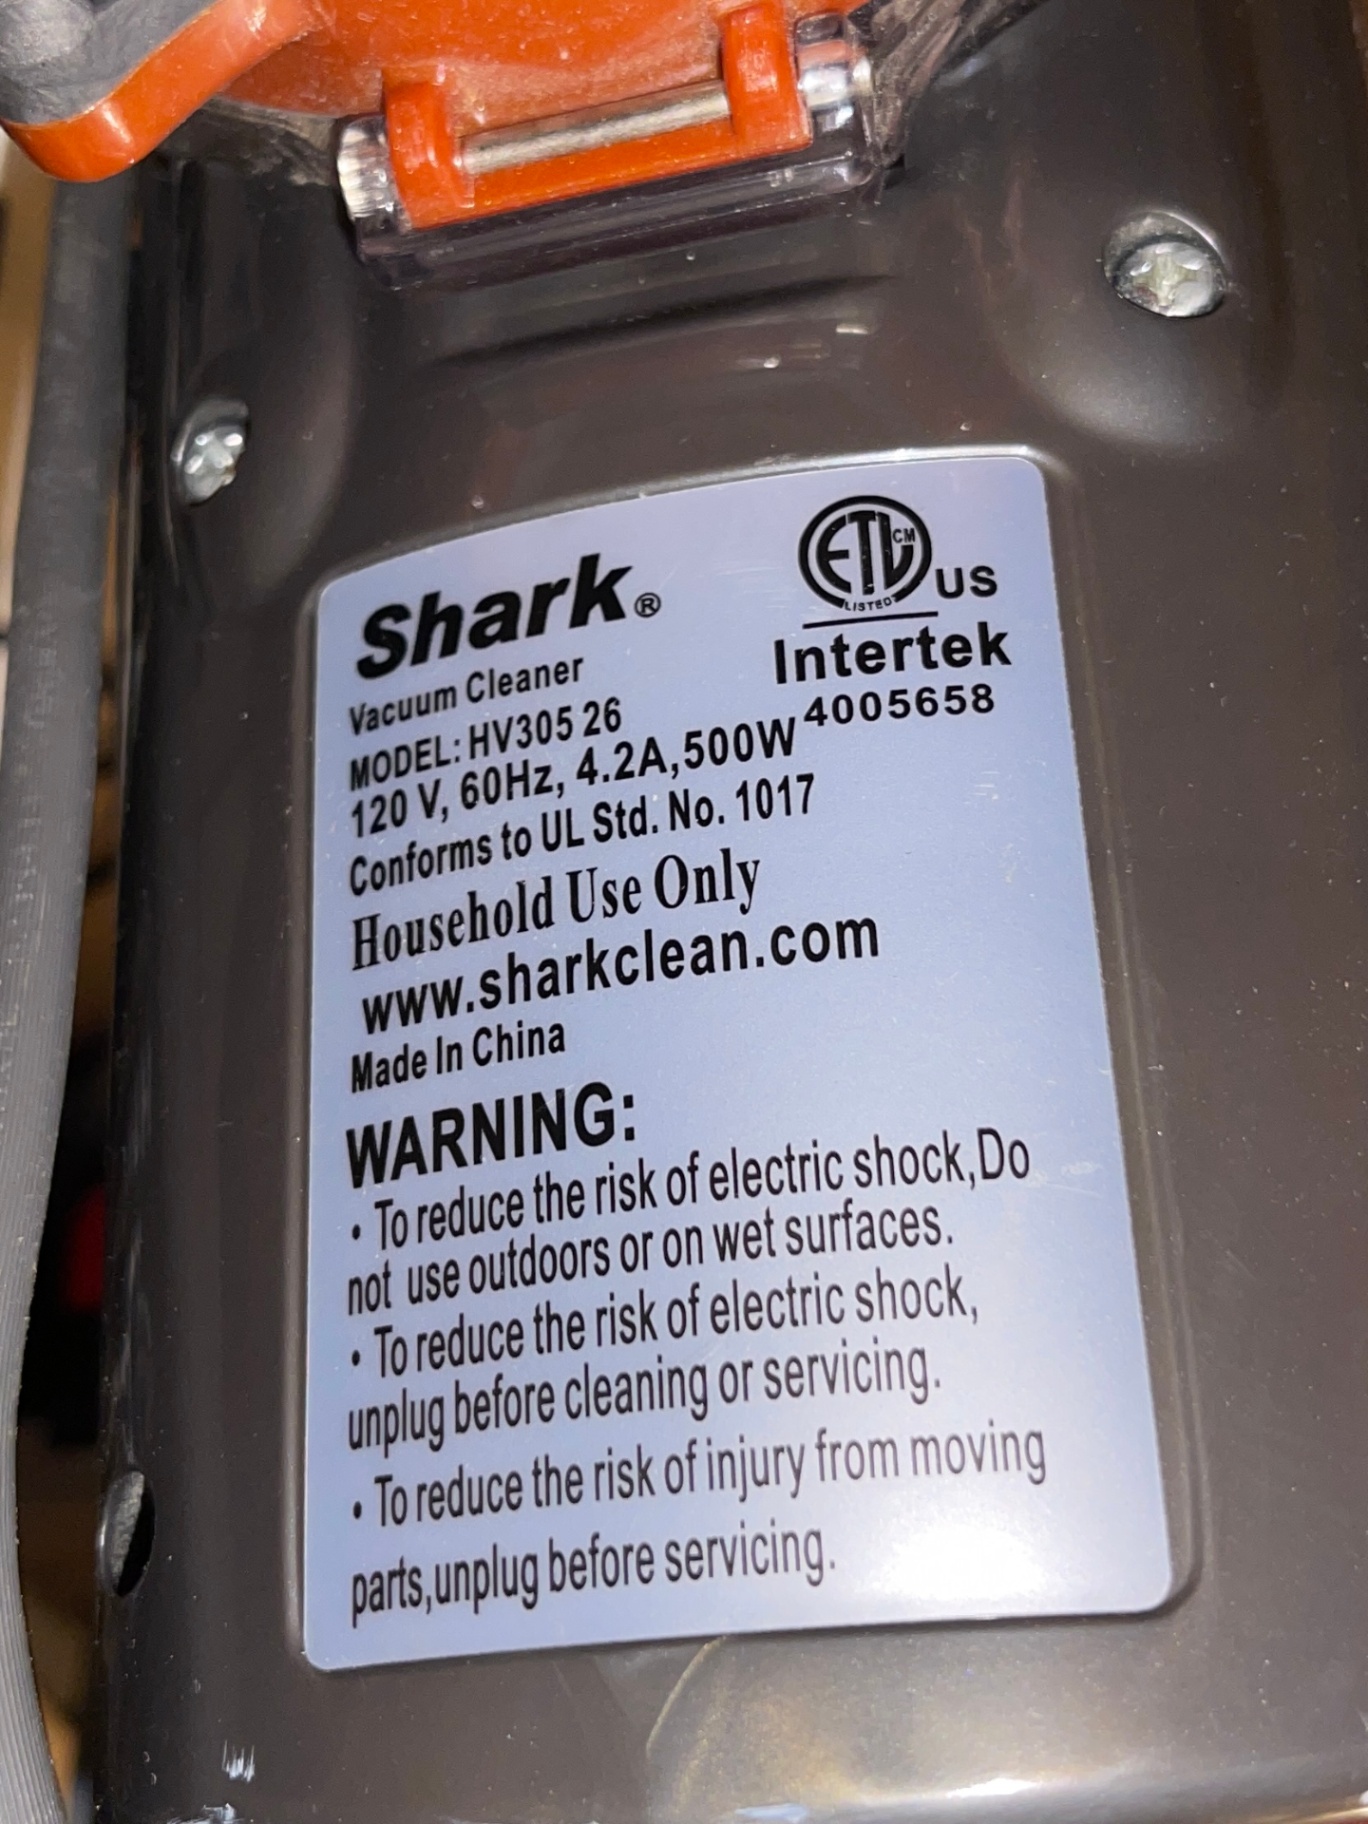 Shark®
Vacuum Cleaner
MODEL: HV305 26
120 V, 60Hz, 4.2A,500W
Conforms to UL Std. No. 1017
Household Use Only
www.sharkclean.com
Made In China
ETL CM
LISTED
US
Intertek
4005658
WARNING:
• To reduce the risk of electric shock,Do
not use outdoors or on wet surfaces.
• To reduce the risk of electric shock,
unplug before cleaning or servicing.
• To reduce the risk of injury from moving
parts,unplug before servicing.